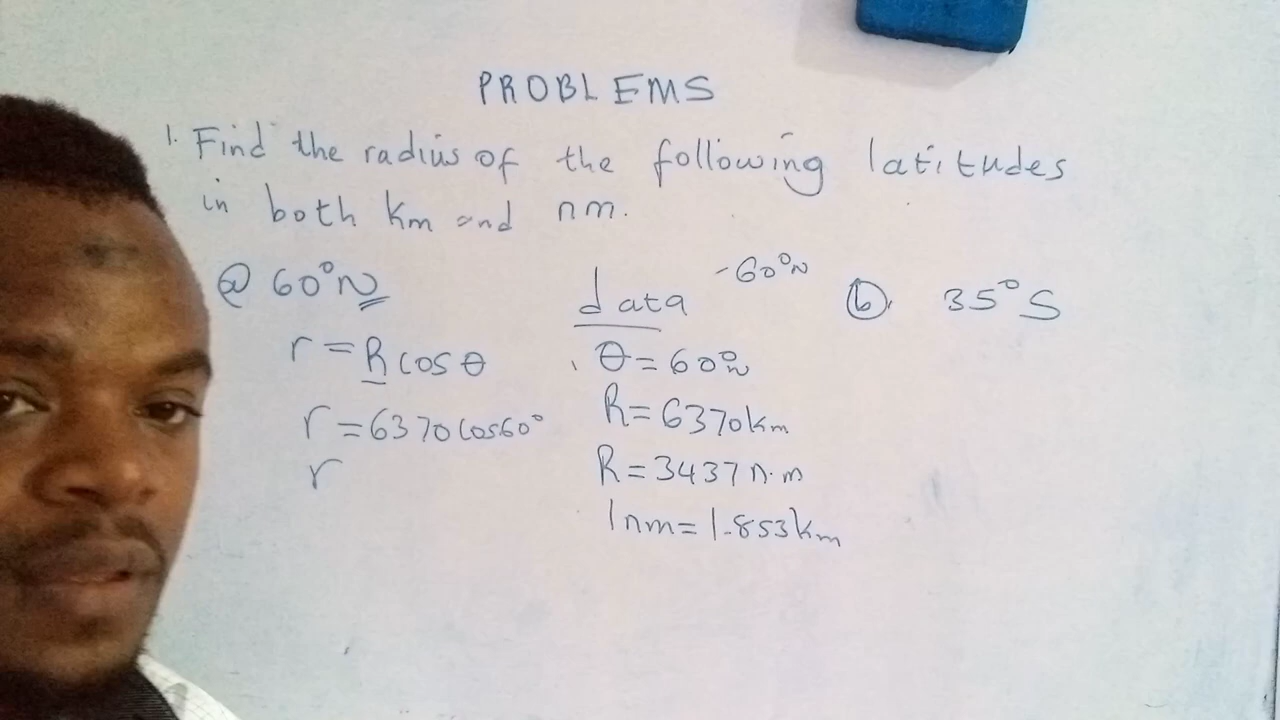 PROBLEMS
1. Find the radius of the following latitudes
in both km and nm.
ⓐ 60°N
r = R cos θ
r = 6370 cos60°
r
data
-60°N
θ = 60°N
R = 6370km
R = 3437 n.m
1nm = 1.853km
ⓑ. 35°S